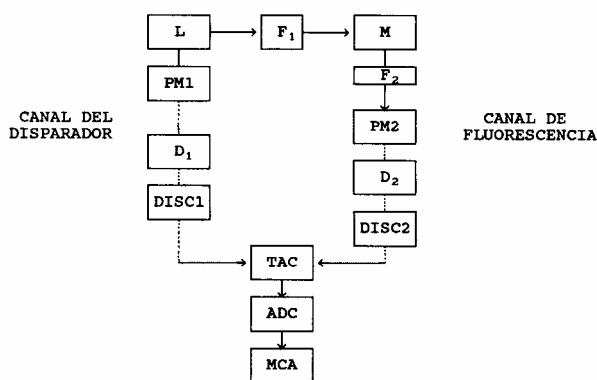 L
F₁
M
PM1
F₂
CANAL DEL
DISPARADOR
PM2
CANAL DE
FLUORESCENCIA
D₁
D₂
DISC1
DISC2
TAC
ADC
MCA